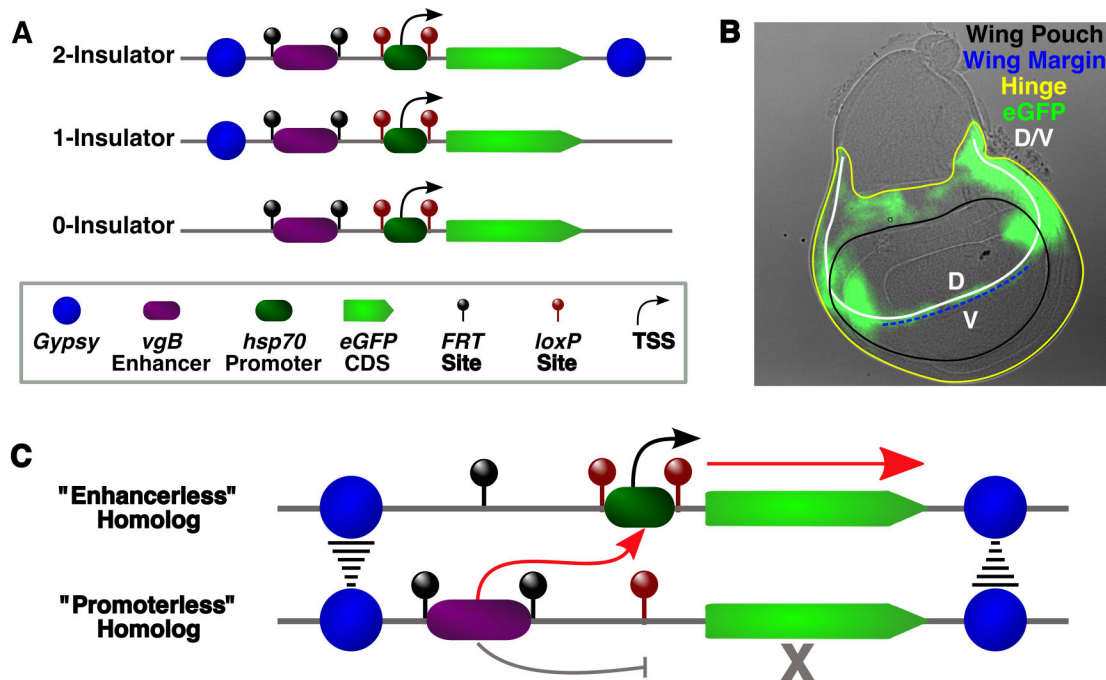 A
2-Insulator
1-Insulator
0-Insulator
Gypsy
vgB
Enhancer
hsp70
Promoter
eGFP
CDS
FRT
Site
loxP
Site
TSS
B
Wing Pouch
Wing Margin
Hinge
eGFP
D/V
D
V
C
"Enhancerless"
Homolog
"Promoterless"
Homolog
X